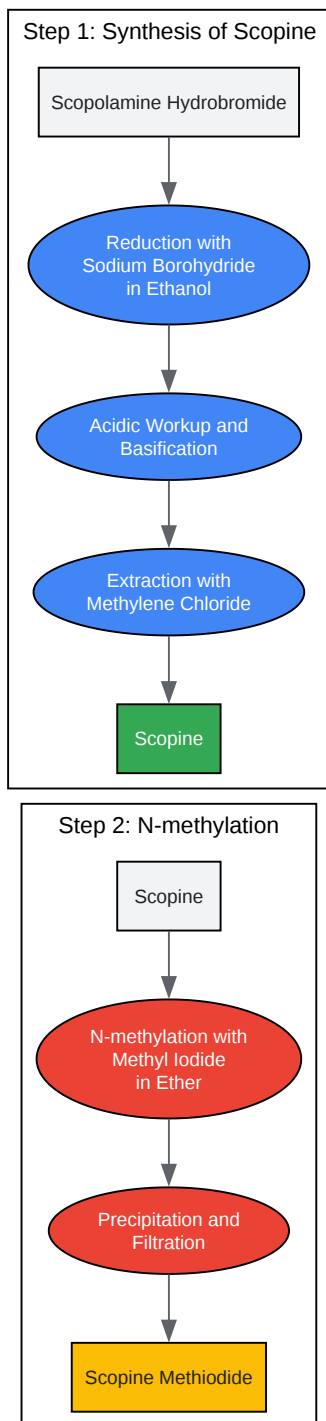 Step 1: Synthesis of Scopine
Scopolamine Hydrobromide
Reduction with
Sodium Borohydride
in Ethanol
Acidic Workup and
Basification
Extraction with
Methylene Chloride
Scopine
Step 2: N-methylation
Scopine
N-methylation with
Methyl Iodide
in Ether
Precipitation and
Filtration
Scopine Methiodide